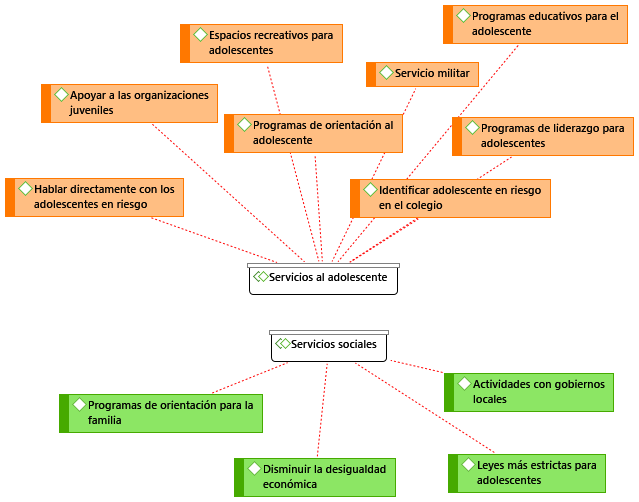 Programas educativos para el
adolescente
Espacios recreativos para
adolescentes
Servicio militar
Apoyar a las organizaciones
juveniles
Programas de orientación al
adolescente
Programas de liderazgo para
adolescentes
Hablar directamente con los
adolescentes en riesgo
Identificar adolescente en riesgo
en el colegio
Servicios al adolescente
Servicios sociales
Actividades con gobiernos
locales
Programas de orientación para la
familia
Disminuir la desigualdad
económica
Leyes más estrictas para
adolescentes